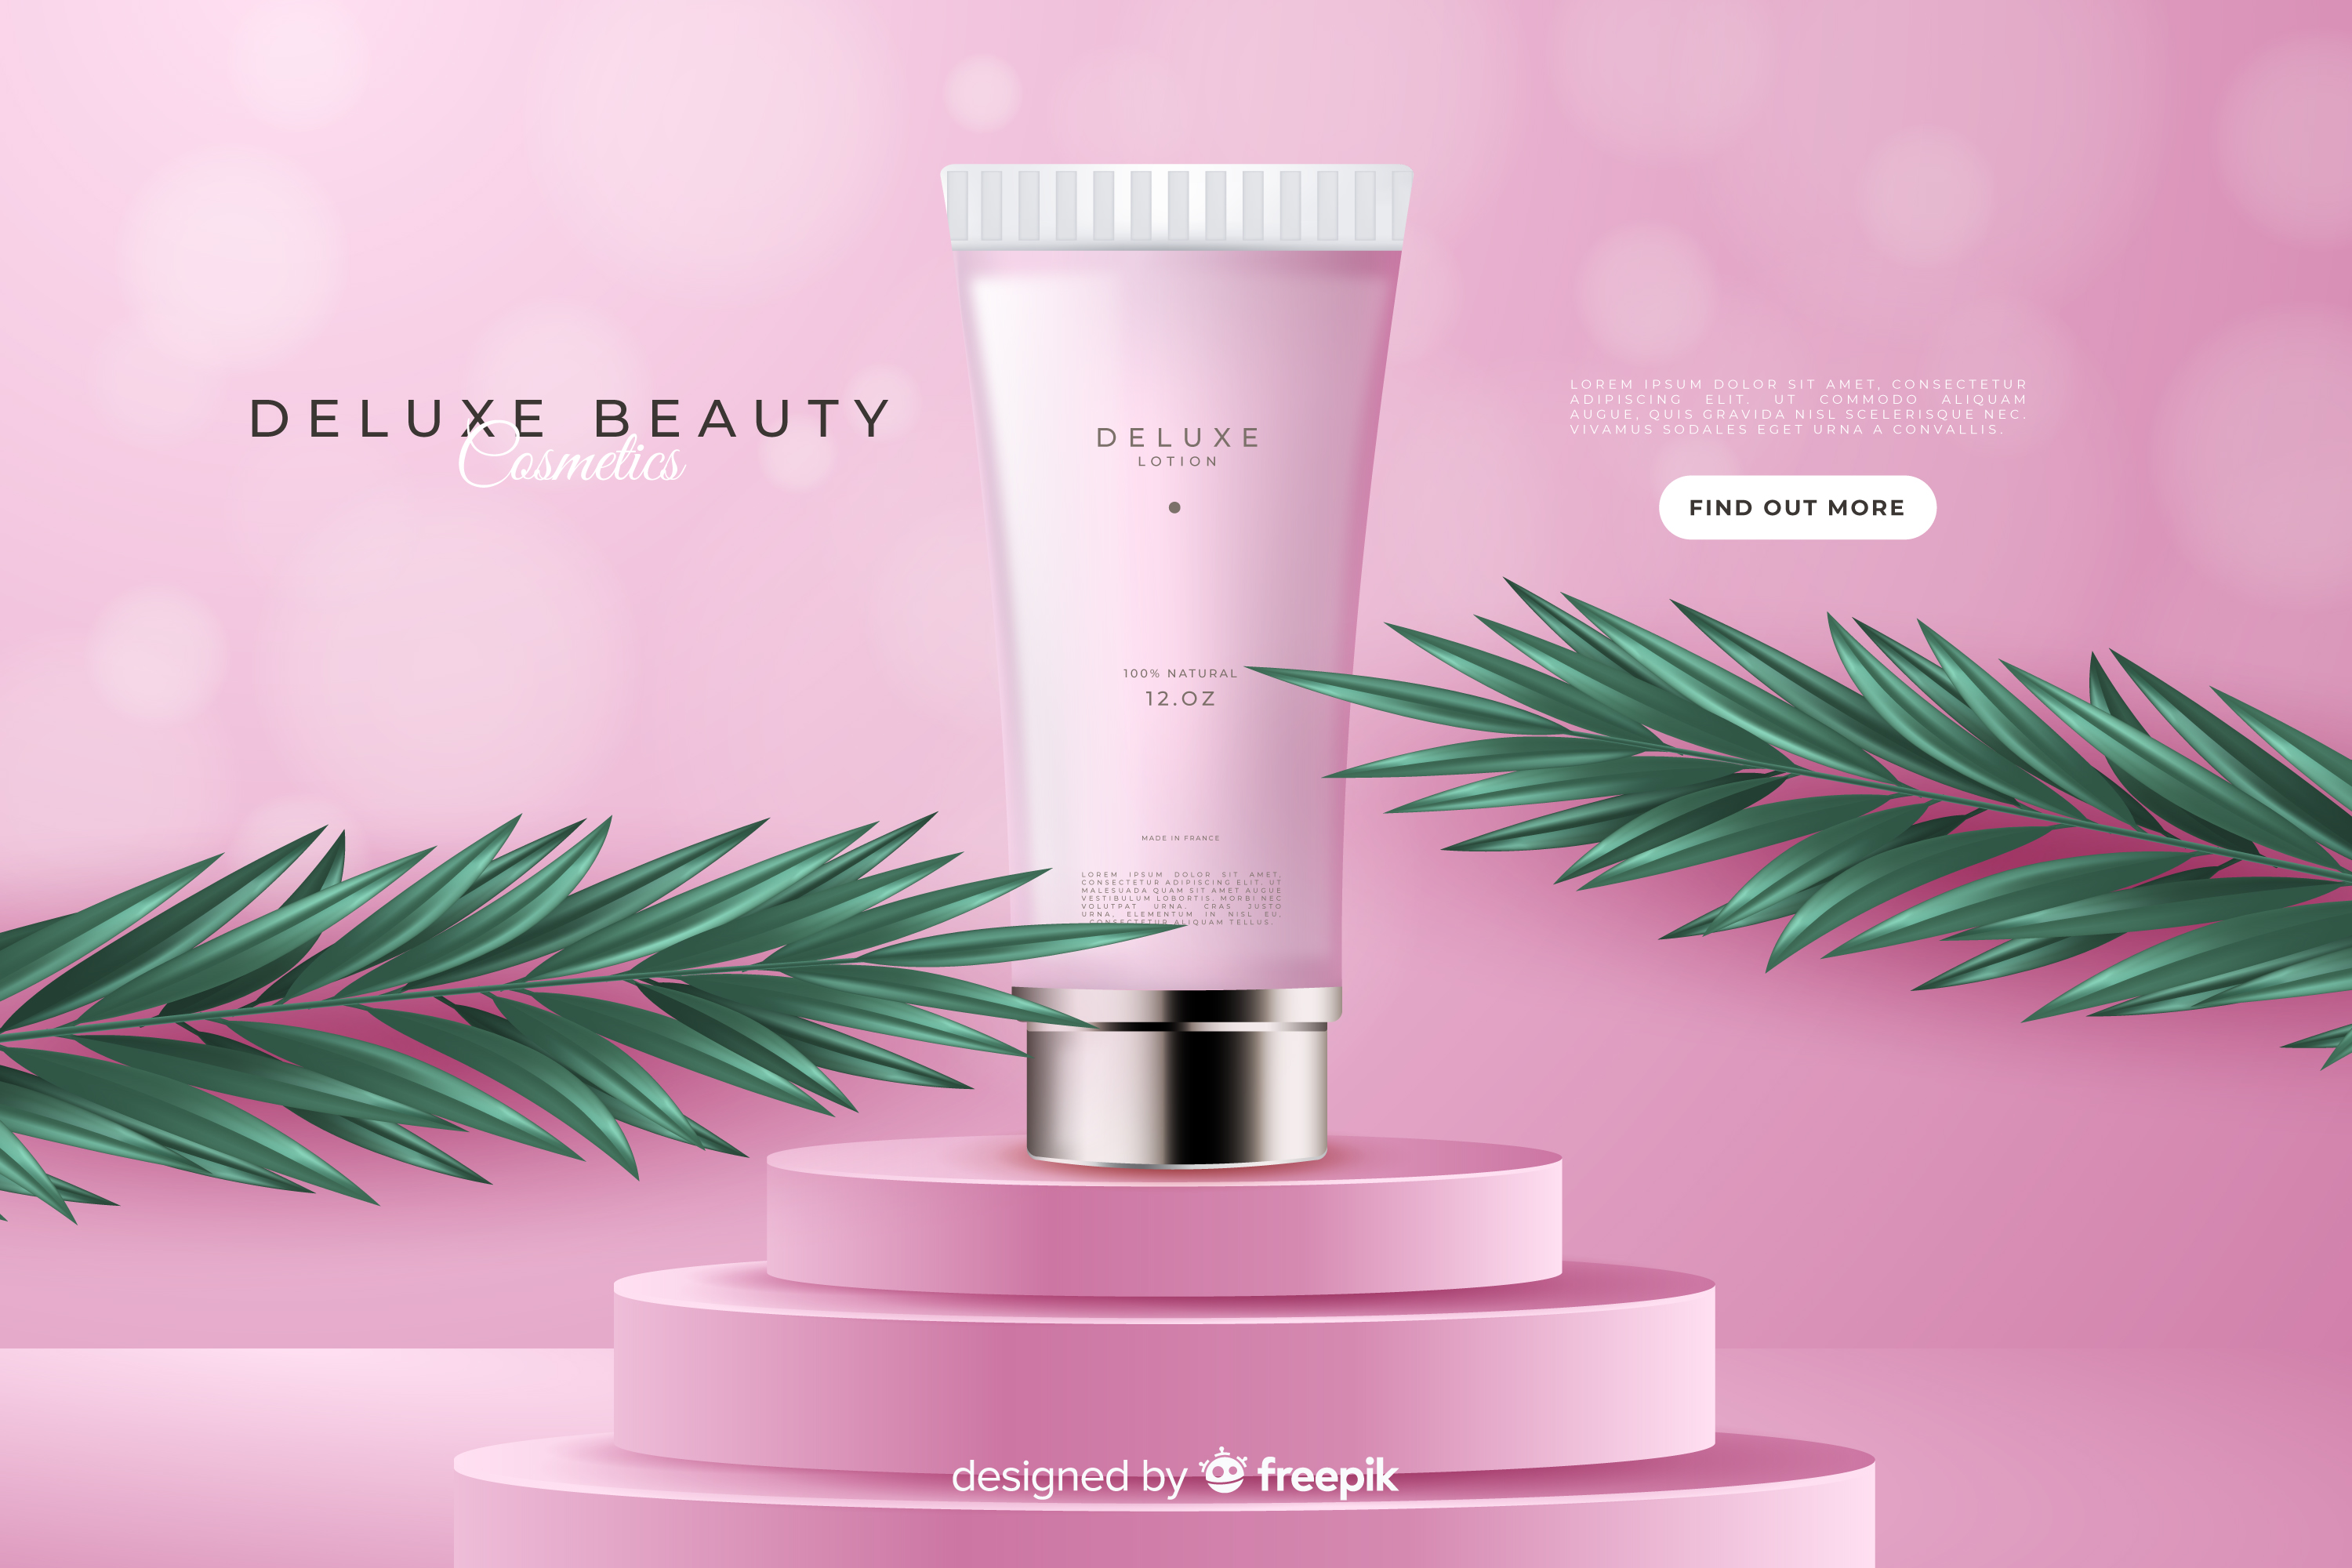 DELUXE BEAUTY
Cosmetics
LOREM IPSUM DOLOR SIT AMET, CONSECTETUR
ADIPISCING ELIT. UT COMMODO ALIQUAM
AUGUE, QUIS GRAVIDA NISL SCELERISQUE NEC.
VIVAMUS SODALES EGET URNA A CONVALLIS.
FIND OUT MORE
DELUXE
LOTION
100% NATURAL
12.OZ
MADE IN FRANCE
LOREM IPSUM DOLOR SIT AMET,
CONSECTETUR ADIPISCING ELIT. UT
MALESUADA QUAM SIT AMET AUGUE
VESTIBULUM LOBORTIS. MORBI NEC
VOLUTPAT URNA. CRAS JUSTO
URNA, ELEMENTUM IN NISL EU,
CONSECTETUR ALIQUAM TELLUS.
designed by freepik